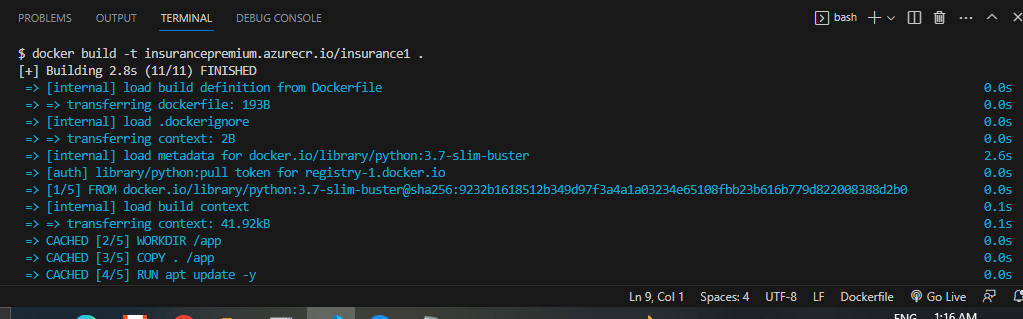 PROBLEMS OUTPUT TERMINAL DEBUG CONSOLE bash
$ docker build -t insurancepremium.azurecr.io/insurance1 .
[+] Building 2.8s (11/11) FINISHED
=> [internal] load build definition from Dockerfile 0.0s
=> => transferring dockerfile: 193B 0.0s
=> [internal] load .dockerignore 0.0s
=> => transferring context: 2B 0.0s
=> [internal] load metadata for docker.io/library/python:3.7-slim-buster 2.6s
=> [auth] library/python:pull token for registry-1.docker.io 0.0s
=> [1/5] FROM docker.io/library/python:3.7-slim-buster@sha256:9232b1618512b349d97f3a4a1a03234e65108fbb23b616b779d822008388d2b0 0.0s
=> [internal] load build context 0.1s
=> => transferring context: 41.92kB 0.1s
=> CACHED [2/5] WORKDIR /app 0.0s
=> CACHED [3/5] COPY . /app 0.0s
=> CACHED [4/5] RUN apt update -y 0.0s
Ln 9, Col 1 Spaces: 4 UTF-8 LF Dockerfile Go Live
ENG 1:16 AM